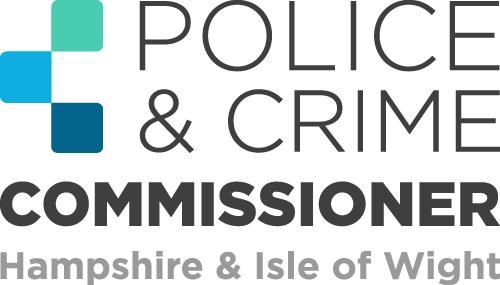 POLICE
& CRIME
COMMISSIONER
Hampshire & Isle of Wight